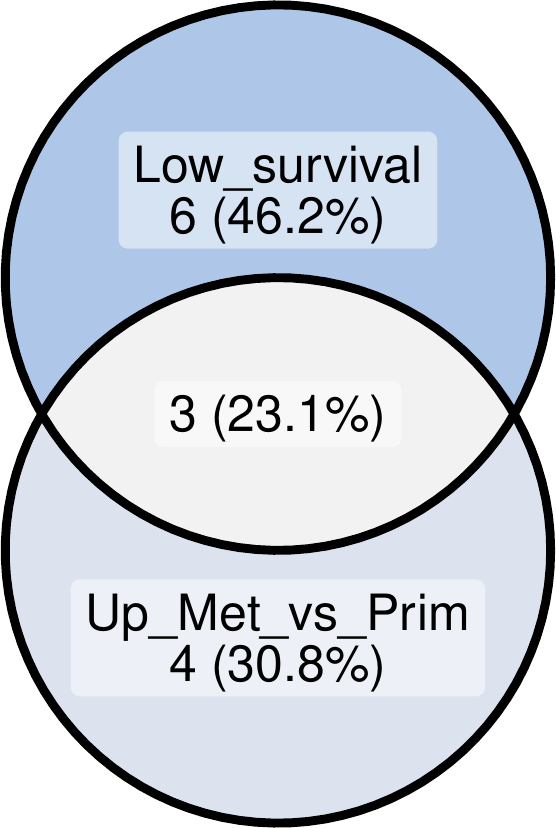 Low_survival
6 (46.2%)
3 (23.1%)
Up_Met_vs_Prim
4 (30.8%)